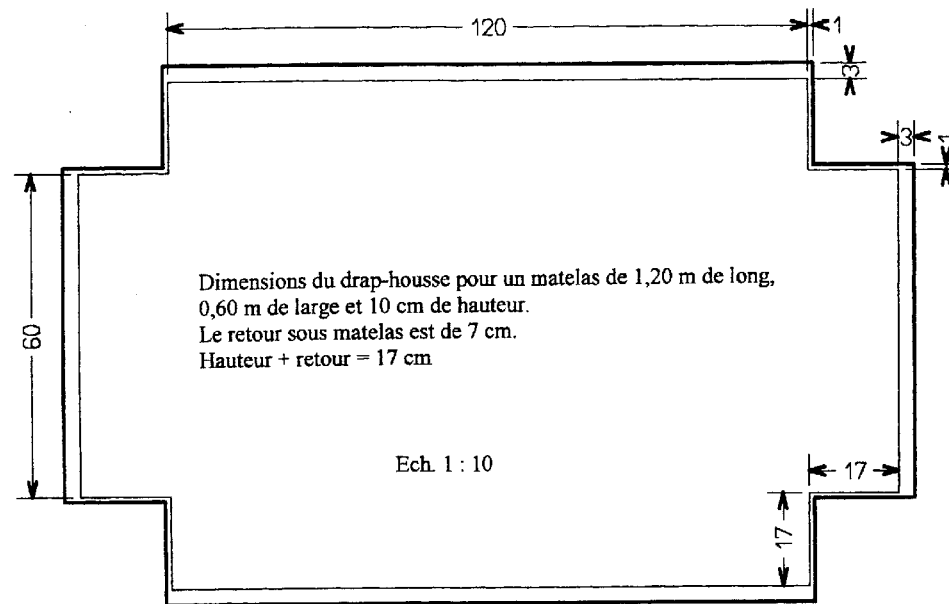 120
1
3
3
1
Dimensions du drap-housse pour un matelas de 1,20 m de long,
0,60 m de large et 10 cm de hauteur.
Le retour sous matelas est de 7 cm.
Hauteur + retour = 17 cm
60
Ech. 1 : 10
17
17